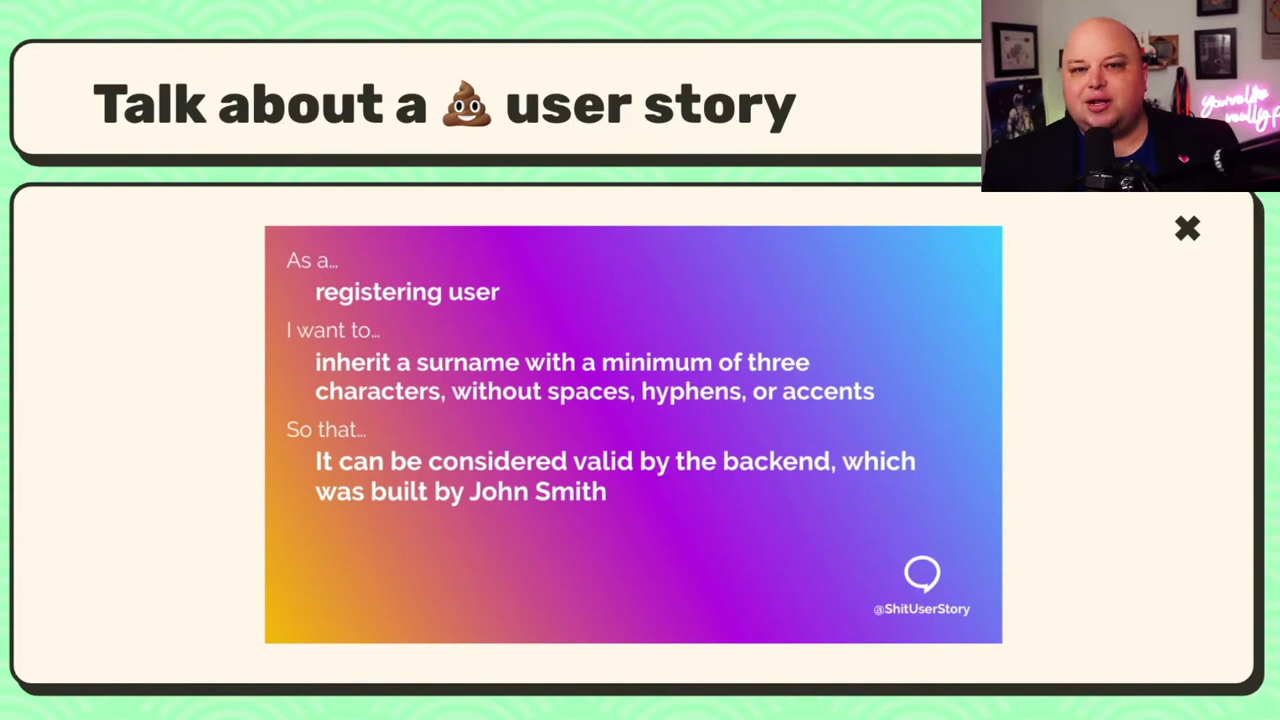 Talk about a 💩 user story
As a…
registering user
I want to…
inherit a surname with a minimum of three
characters, without spaces, hyphens, or accents
So that…
It can be considered valid by the backend, which
was built by John Smith
@ShitUserStory
really